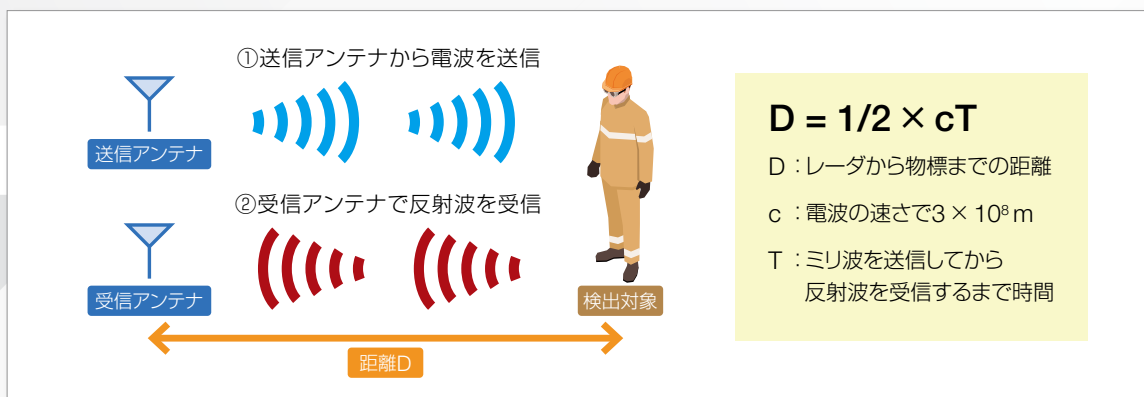 ①送信アンテナから電波を送信
送信アンテナ
②受信アンテナで反射波を受信
受信アンテナ
検出対象
距離D
D = 1/2 × cT
D：レーダから物標までの距離
c：電波の速さで3 × 10⁸ m
T：ミリ波を送信してから
反射波を受信するまで時間